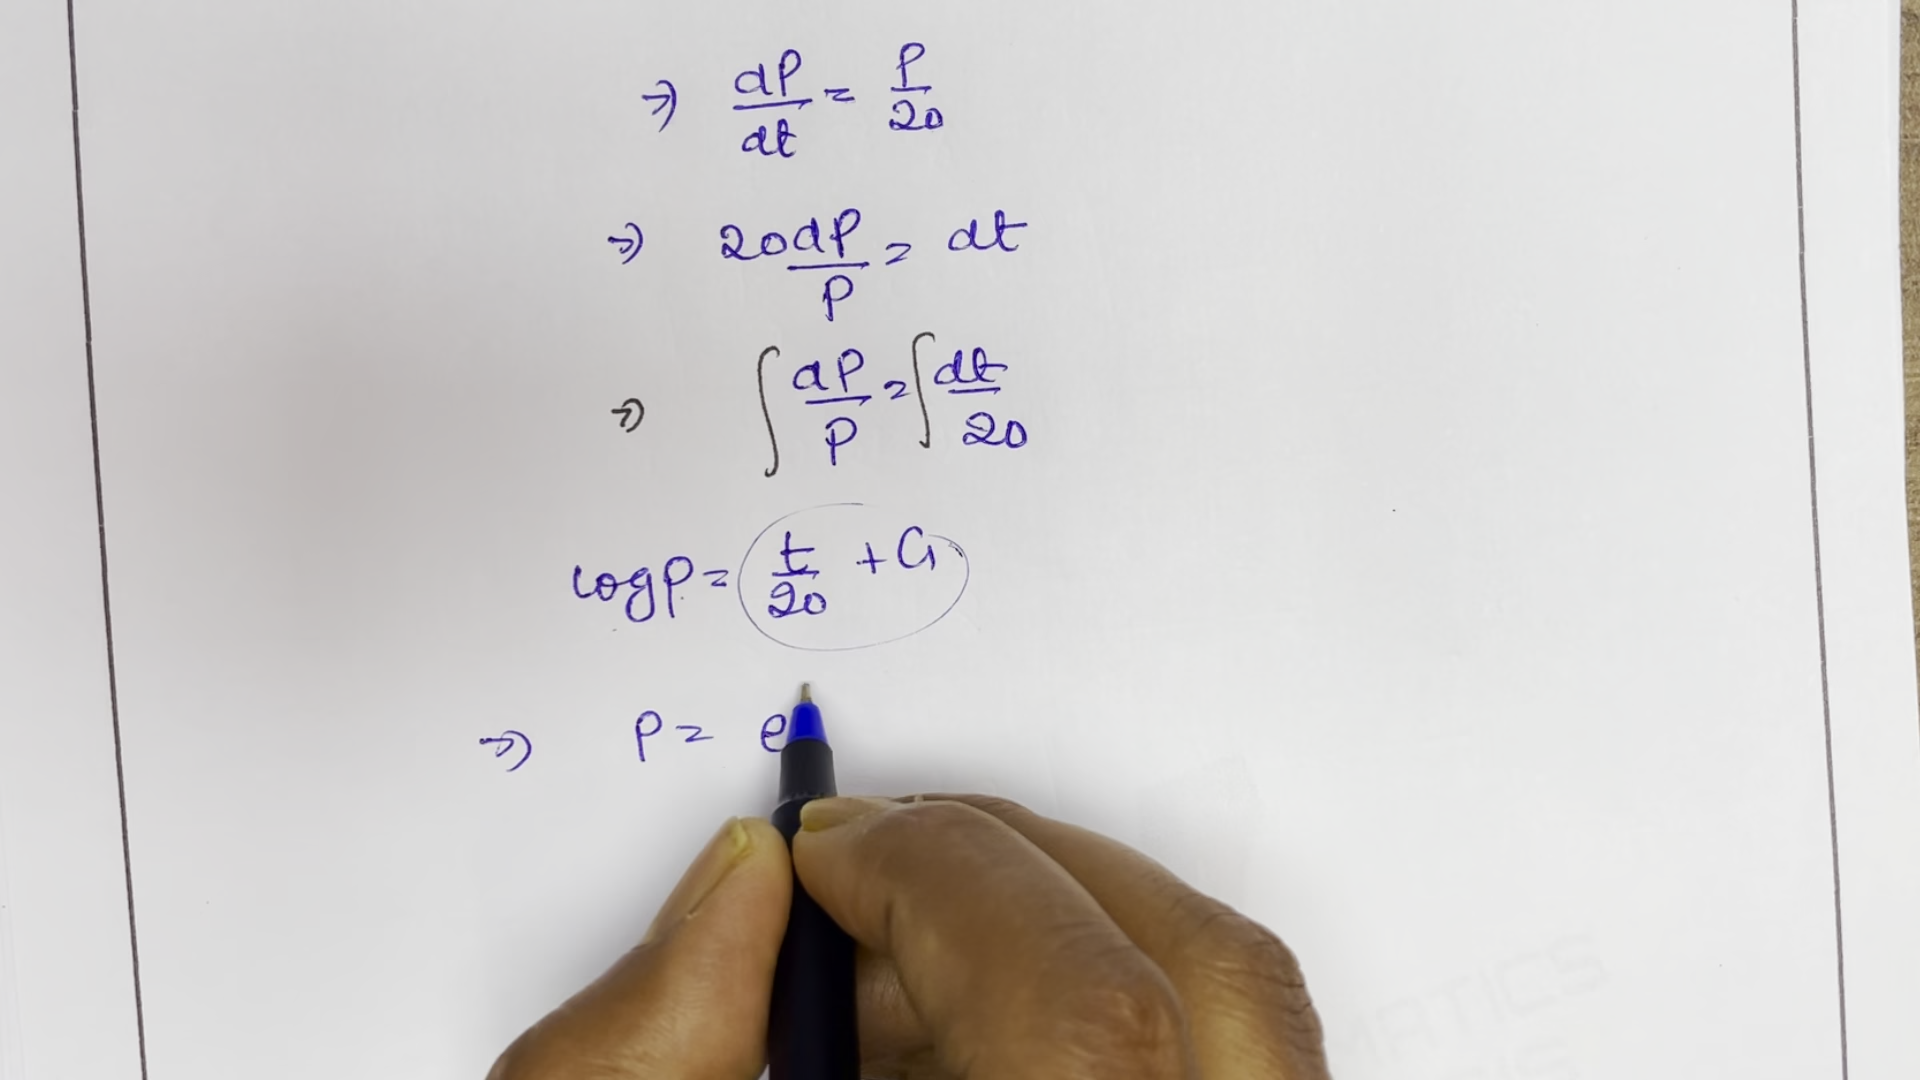 ⇒ dP/dt = P/20
⇒ 20dP/P = dt
⇒ ∫ dP/P = ∫ dt/20
logP = t/20 + C₁
⇒ P = e